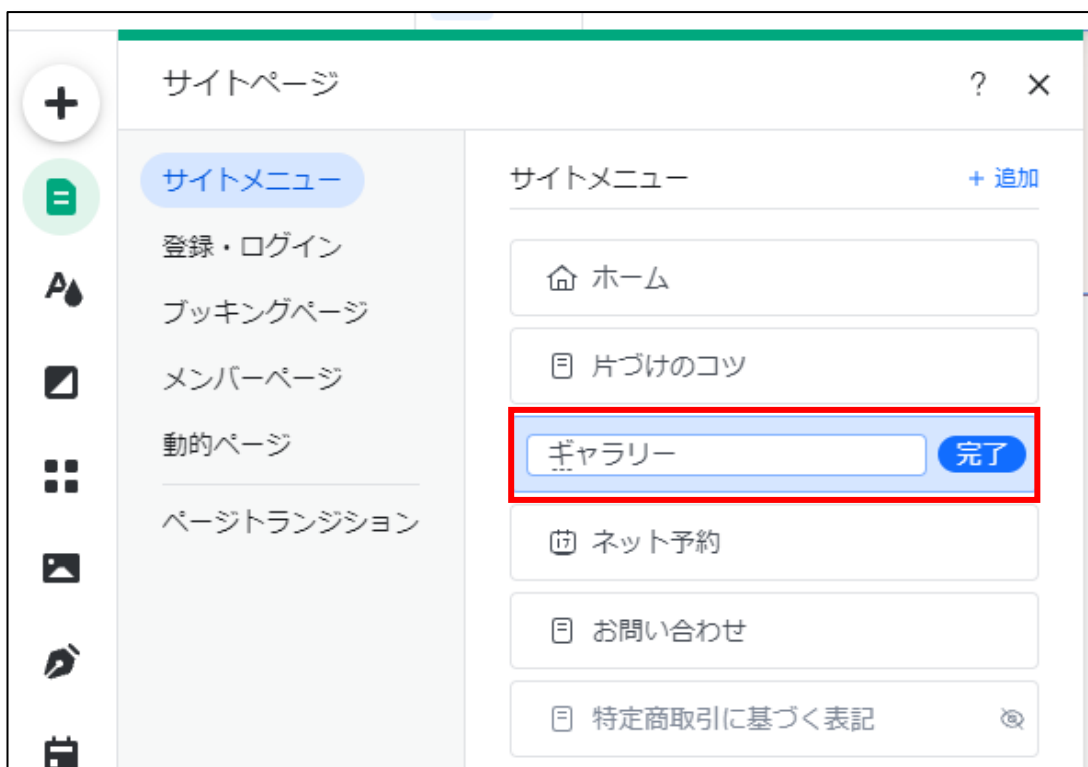 サイトページ
?
サイトメニュー
登録・ログイン
ブッキングページ
メンバーページ
動的ページ
ページトランジション
サイトメニュー
+ 追加
ホーム
片づけのコツ
ギャラリー
完了
17
ネット予約
お問い合わせ
特定商取引に基づく表記